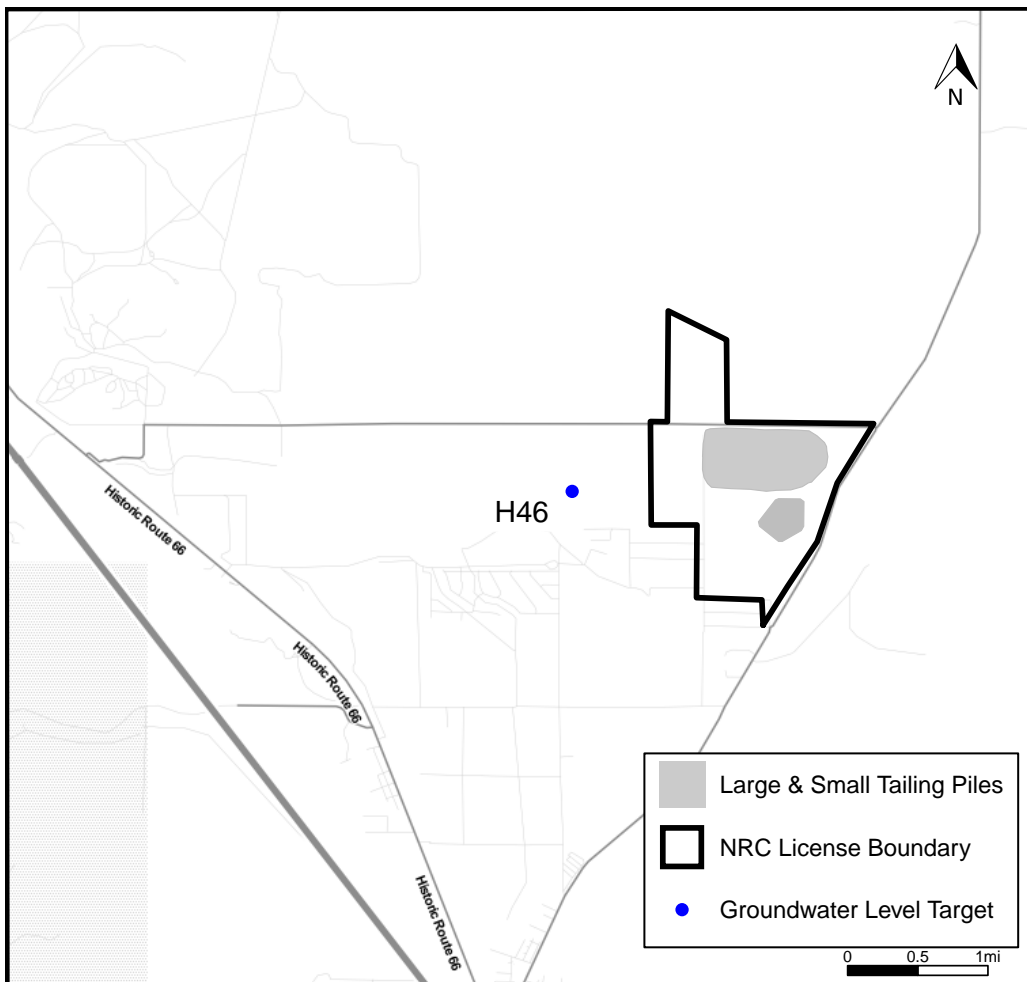 N
H46
Historic Route 66
Historic Route 66
Historic Route 66
Large & Small Tailing Piles
NRC License Boundary
Groundwater Level Target
0 0.5 1mi